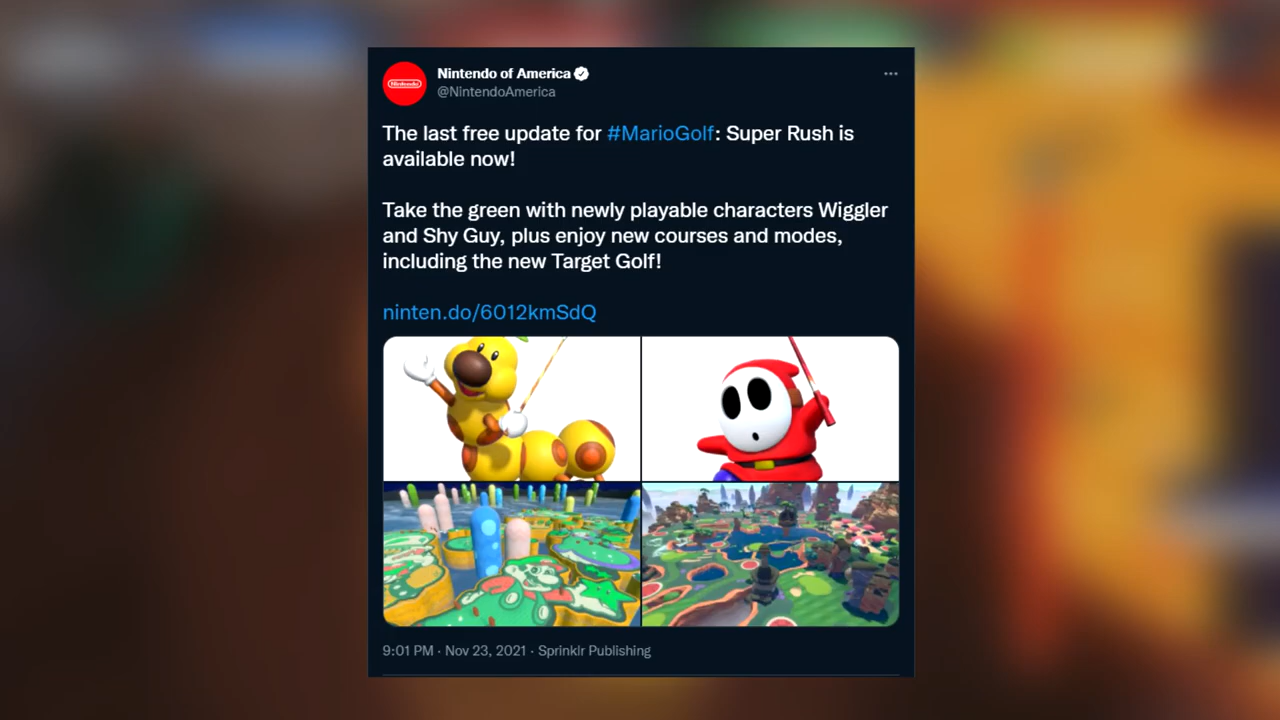 Nintendo of America
@NintendoAmerica
Nintendo
The last free update for #MarioGolf: Super Rush is
available now!
Take the green with newly playable characters Wiggler
and Shy Guy, plus enjoy new courses and modes,
including the new Target Golf!
ninten.do/6012kmSdQ
9:01 PM · Nov 23, 2021 · Sprinklr Publishing